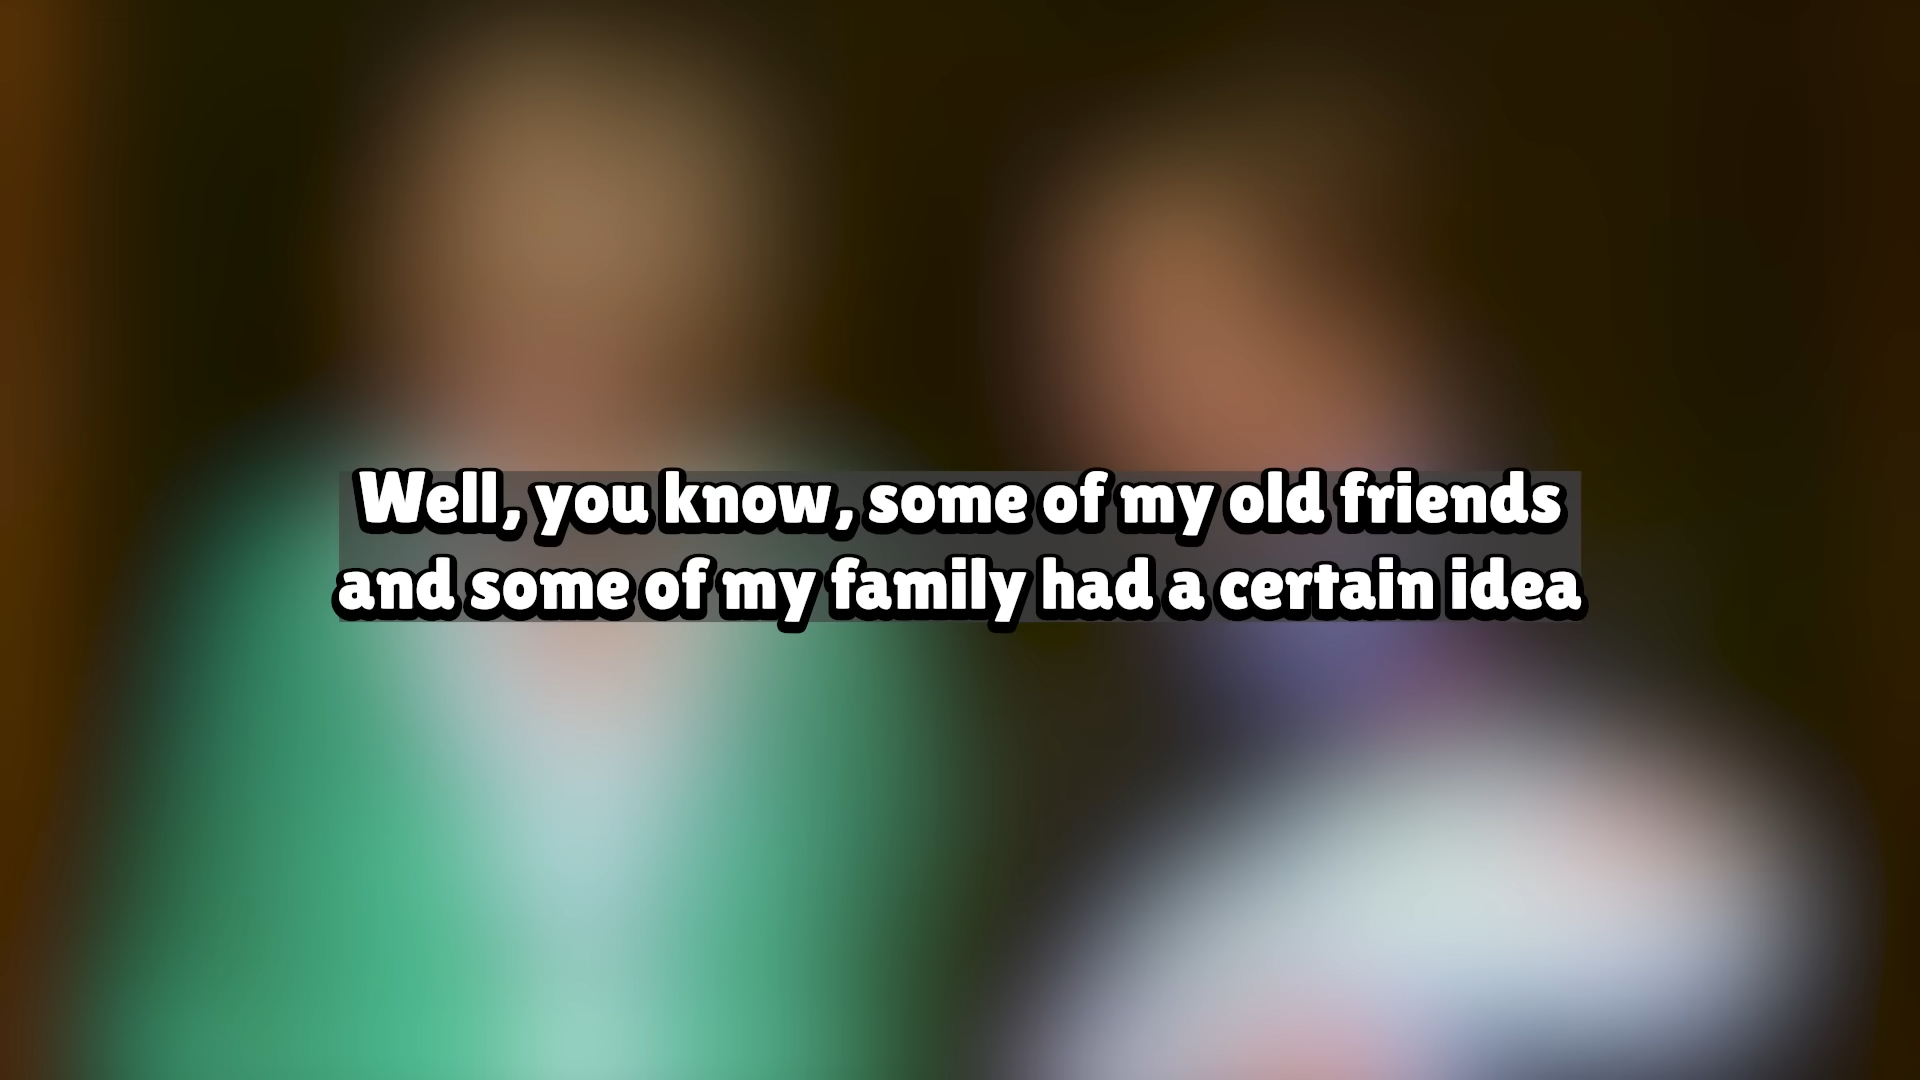 Well, you know, some of my old friends
and some of my family had a certain idea